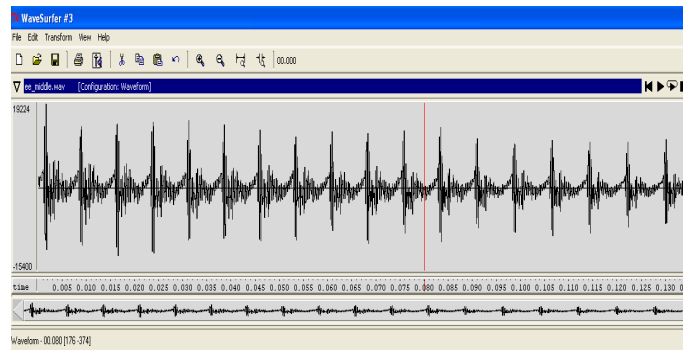 WaveSurfer #3
File Edit Transform View Help
00.000
ee_middle.wav [Configuration: Waveform]
19224
-15400
time 0.005 0.010 0.015 0.020 0.025 0.030 0.035 0.040 0.045 0.050 0.055 0.060 0.065 0.070 0.075 0.080 0.085 0.090 0.095 0.100 0.105 0.110 0.115 0.120 0.125 0.130 0
Waveform - 00.080 [176 -374]